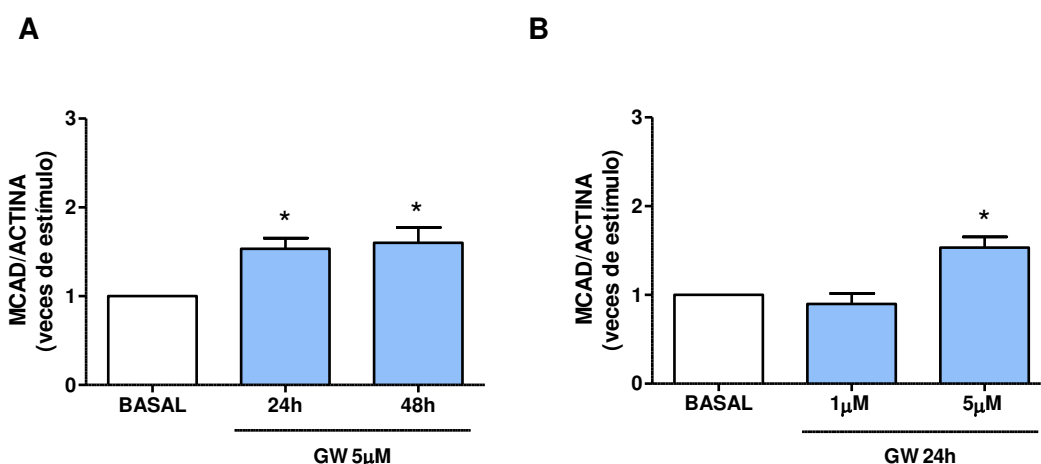 A
MCAD/ACTINA
(veces de estímulo)
3
2
1
0
*
*
BASAL
24h
48h
GW 5µM
B
MCAD/ACTINA
(veces de estímulo)
3
2
1
0
*
BASAL
1µM
5µM
GW 24h